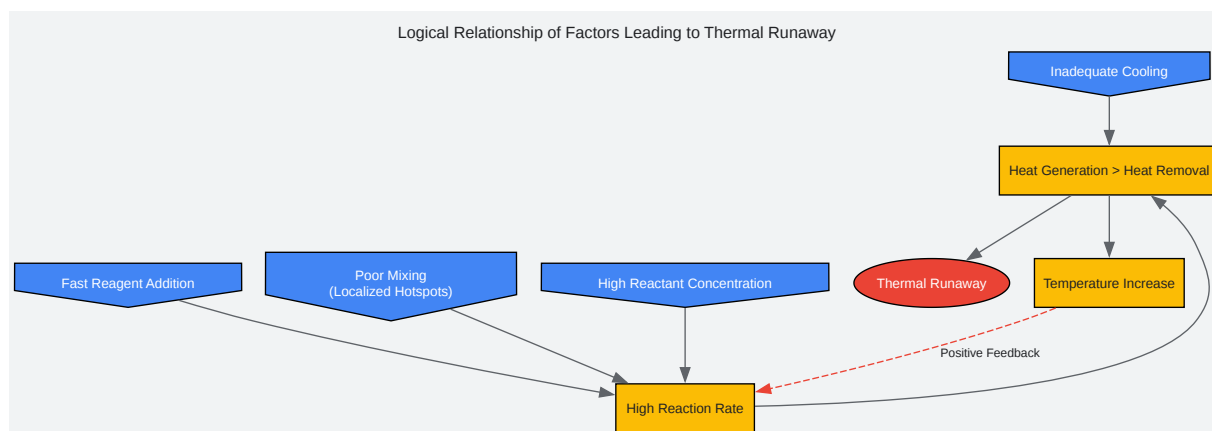 Logical Relationship of Factors Leading to Thermal Runaway
Inadequate Cooling
Heat Generation > Heat Removal
Fast Reagent Addition
Poor Mixing
(Localized Hotspots)
High Reactant Concentration
Thermal Runaway
Temperature Increase
Positive Feedback
High Reaction Rate